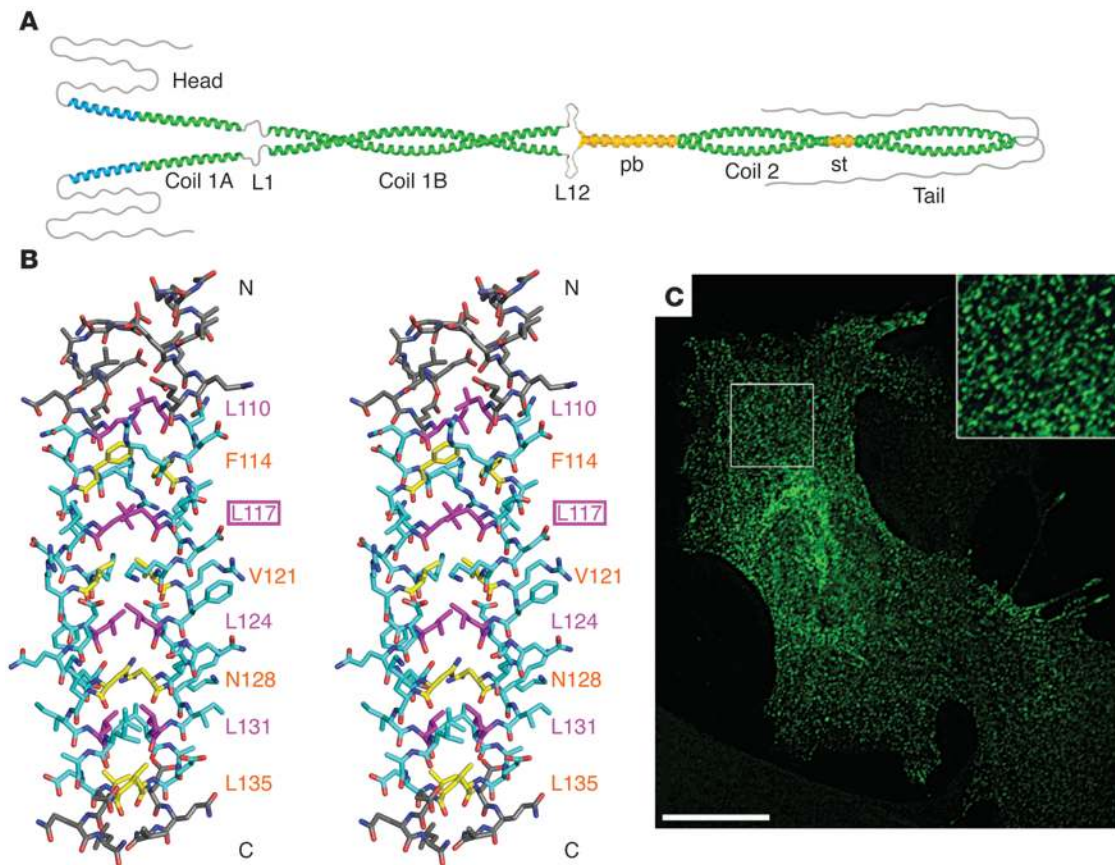 A
Head
Coil 1A
L1
Coil 1B
L12
pb
Coil 2
st
Tail
B
N
L110
F114
L117
V121
L124
N128
L131
L135
C
N
L110
F114
L117
V121
L124
N128
L131
L135
C
C